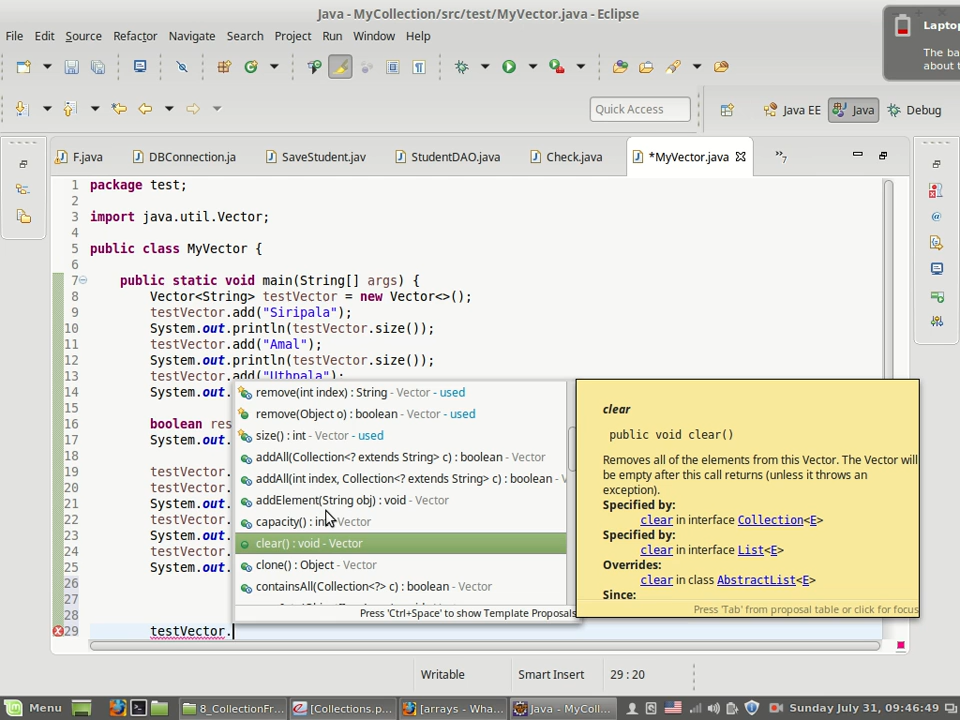 Java - MyCollection/src/test/MyVector.java - Eclipse
Laptop
The ba
about t
File Edit Source Refactor Navigate Search Project Run Window Help
Quick Access
Java EE Java Debug
F.java DBConnection.ja SaveStudent.jav StudentDAO.java Check.java *MyVector.java »7
1 package test;
2
3 import java.util.Vector;
4
5 public class MyVector {
6
7 public static void main(String[] args) {
8 Vector<String> testVector = new Vector<>();
9 testVector.add("Siripala");
10 System.out.println(testVector.size());
11 testVector.add("Amal");
12 System.out.println(testVector.size());
13 testVector.add("Uthpala");
14 System.out.
15
16 boolean res
17 System.out.
18
19 testVector.
20 testVector.
21 System.out.
22 testVector.
23 System.out.
24 testVector.
25 System.out.
26
27
28
29 testVector.
remove(int index) : String - Vector - used
remove(Object o) : boolean - Vector - used
size() : int - Vector - used
addAll(Collection<? extends String> c) : boolean - Vector
addAll(int index, Collection<? extends String> c) : boolean - V
addElement(String obj) : void - Vector
capacity() : int - Vector
clear() : void - Vector
clone() : Object - Vector
containsAll(Collection<?> c) : boolean - Vector
Press 'Ctrl+Space' to show Template Proposals
clear
public void clear()
Removes all of the elements from this Vector. The Vector will
be empty after this call returns (unless it throws an
exception).
Specified by:
clear in interface Collection<E>
Specified by:
clear in interface List<E>
Overrides:
clear in class AbstractList<E>
Since:
Press 'Tab' from proposal table or click for focus
Writable Smart Insert 29 : 20
Menu 8_CollectionFr... [Collections.p... [arrays - Wha... Java - MyColl... Sunday July 31, 09:46:49